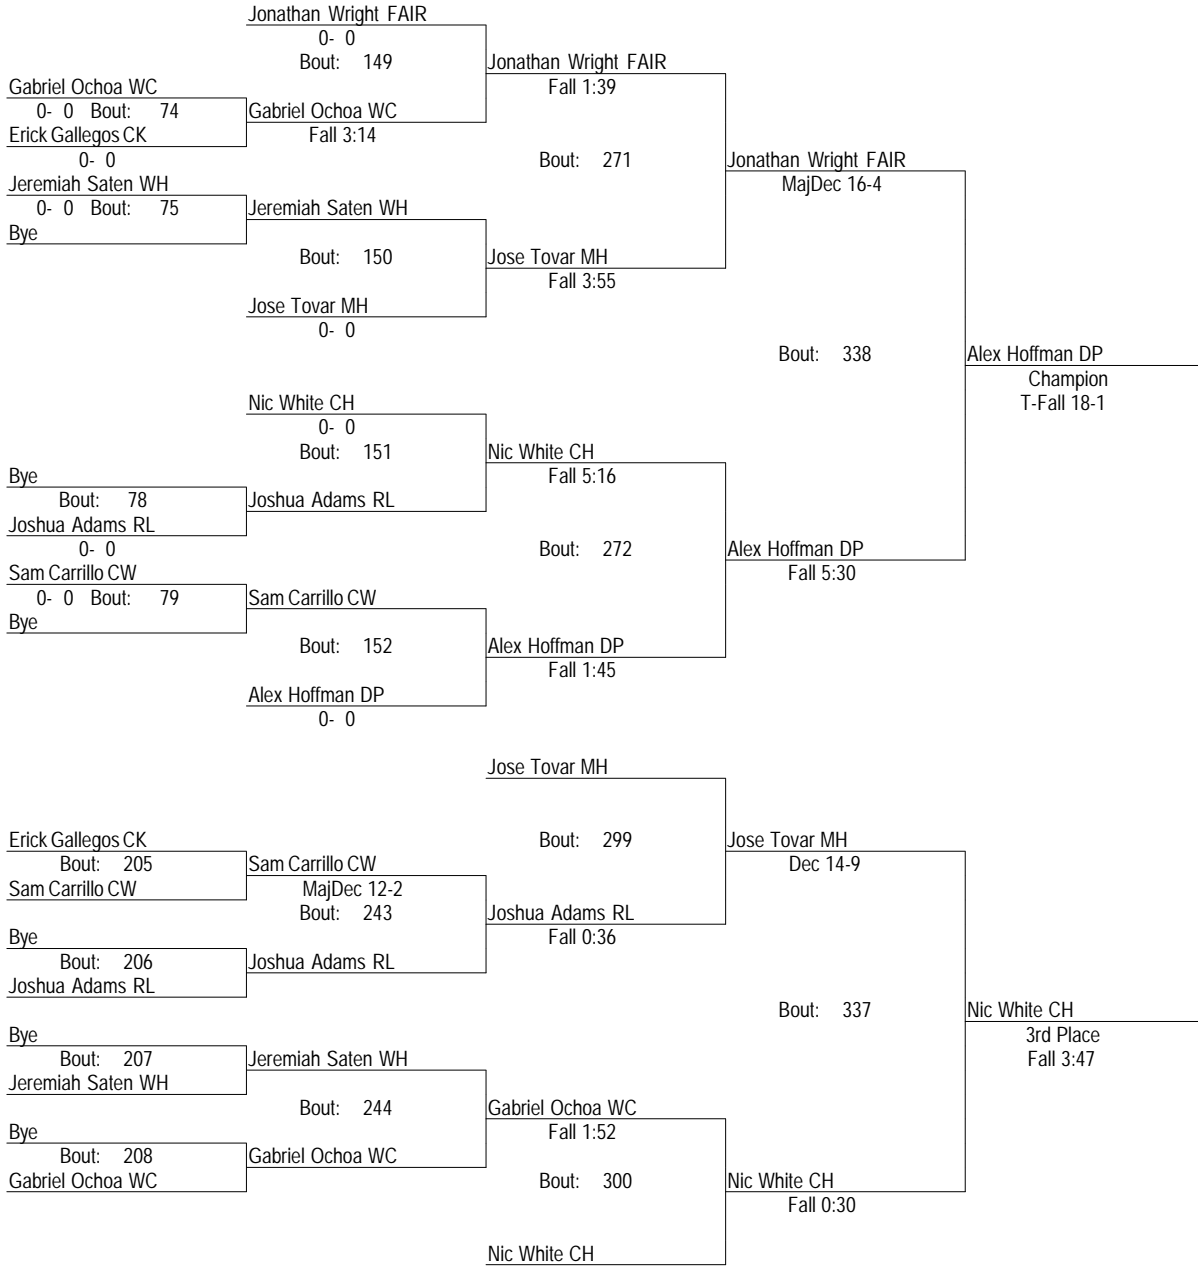 Jonathan Wright FAIR
0- 0
Bout: 149
Jonathan Wright FAIR
Fall 1:39
Gabriel Ochoa WC
0- 0 Bout: 74
Gabriel Ochoa WC
Fall 3:14
Erick Gallegos CK
0- 0
Bout: 271
Jonathan Wright FAIR
MajDec 16-4
Jeremiah Saten WH
0- 0 Bout: 75
Jeremiah Saten WH
Bye
Bout: 150
Jose Tovar MH
Fall 3:55
Jose Tovar MH
0- 0
Bout: 338
Alex Hoffman DP
Champion
T-Fall 18-1
Nic White CH
0- 0
Bout: 151
Nic White CH
Fall 5:16
Bye
Bout: 78
Joshua Adams RL
Joshua Adams RL
0- 0
Bout: 272
Alex Hoffman DP
Fall 5:30
Sam Carrillo CW
0- 0 Bout: 79
Sam Carrillo CW
Bye
Bout: 152
Alex Hoffman DP
Fall 1:45
Alex Hoffman DP
0- 0
Jose Tovar MH
Bout: 299
Jose Tovar MH
Dec 14-9
Erick Gallegos CK
Bout: 205
Sam Carrillo CW
Sam Carrillo CW
MajDec 12-2
Bout: 243
Joshua Adams RL
Fall 0:36
Bye
Bout: 206
Joshua Adams RL
Joshua Adams RL
Bout: 337
Nic White CH
3rd Place
Fall 3:47
Bye
Bout: 207
Jeremiah Saten WH
Jeremiah Saten WH
Bout: 244
Gabriel Ochoa WC
Fall 1:52
Bye
Bout: 208
Gabriel Ochoa WC
Gabriel Ochoa WC
Bout: 300
Nic White CH
Fall 0:30
Nic White CH